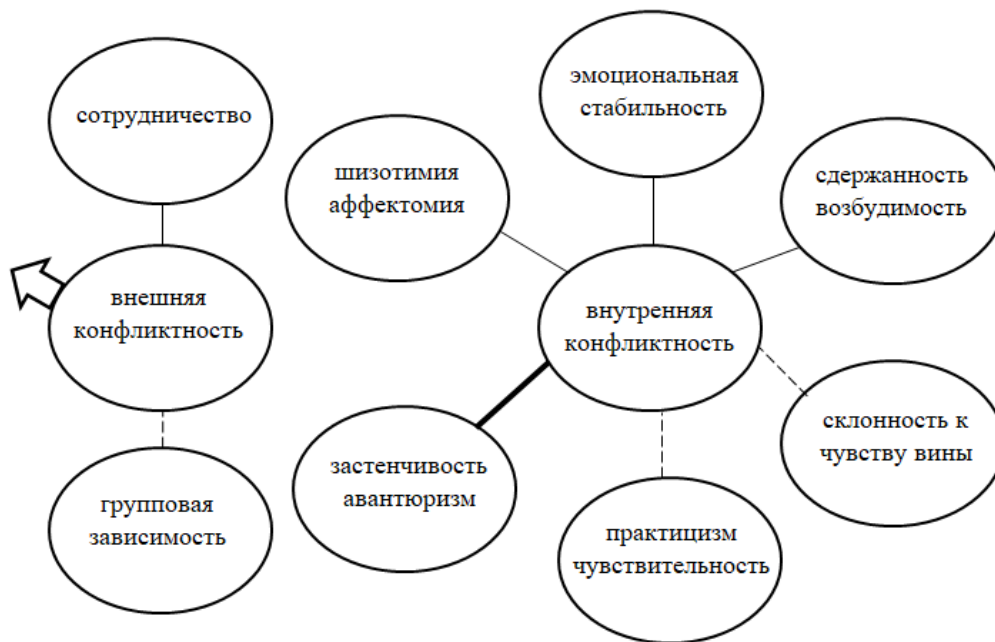 сотрудничество
эмоциональная
стабильность
шизотимия
аффектомия
сдержанность
возбудимость
внешняя
конфликтность
внутренняя
конфликтность
групповая
зависимость
застенчивость
авантюризм
практицизм
чувствительность
склонность к
чувству вины